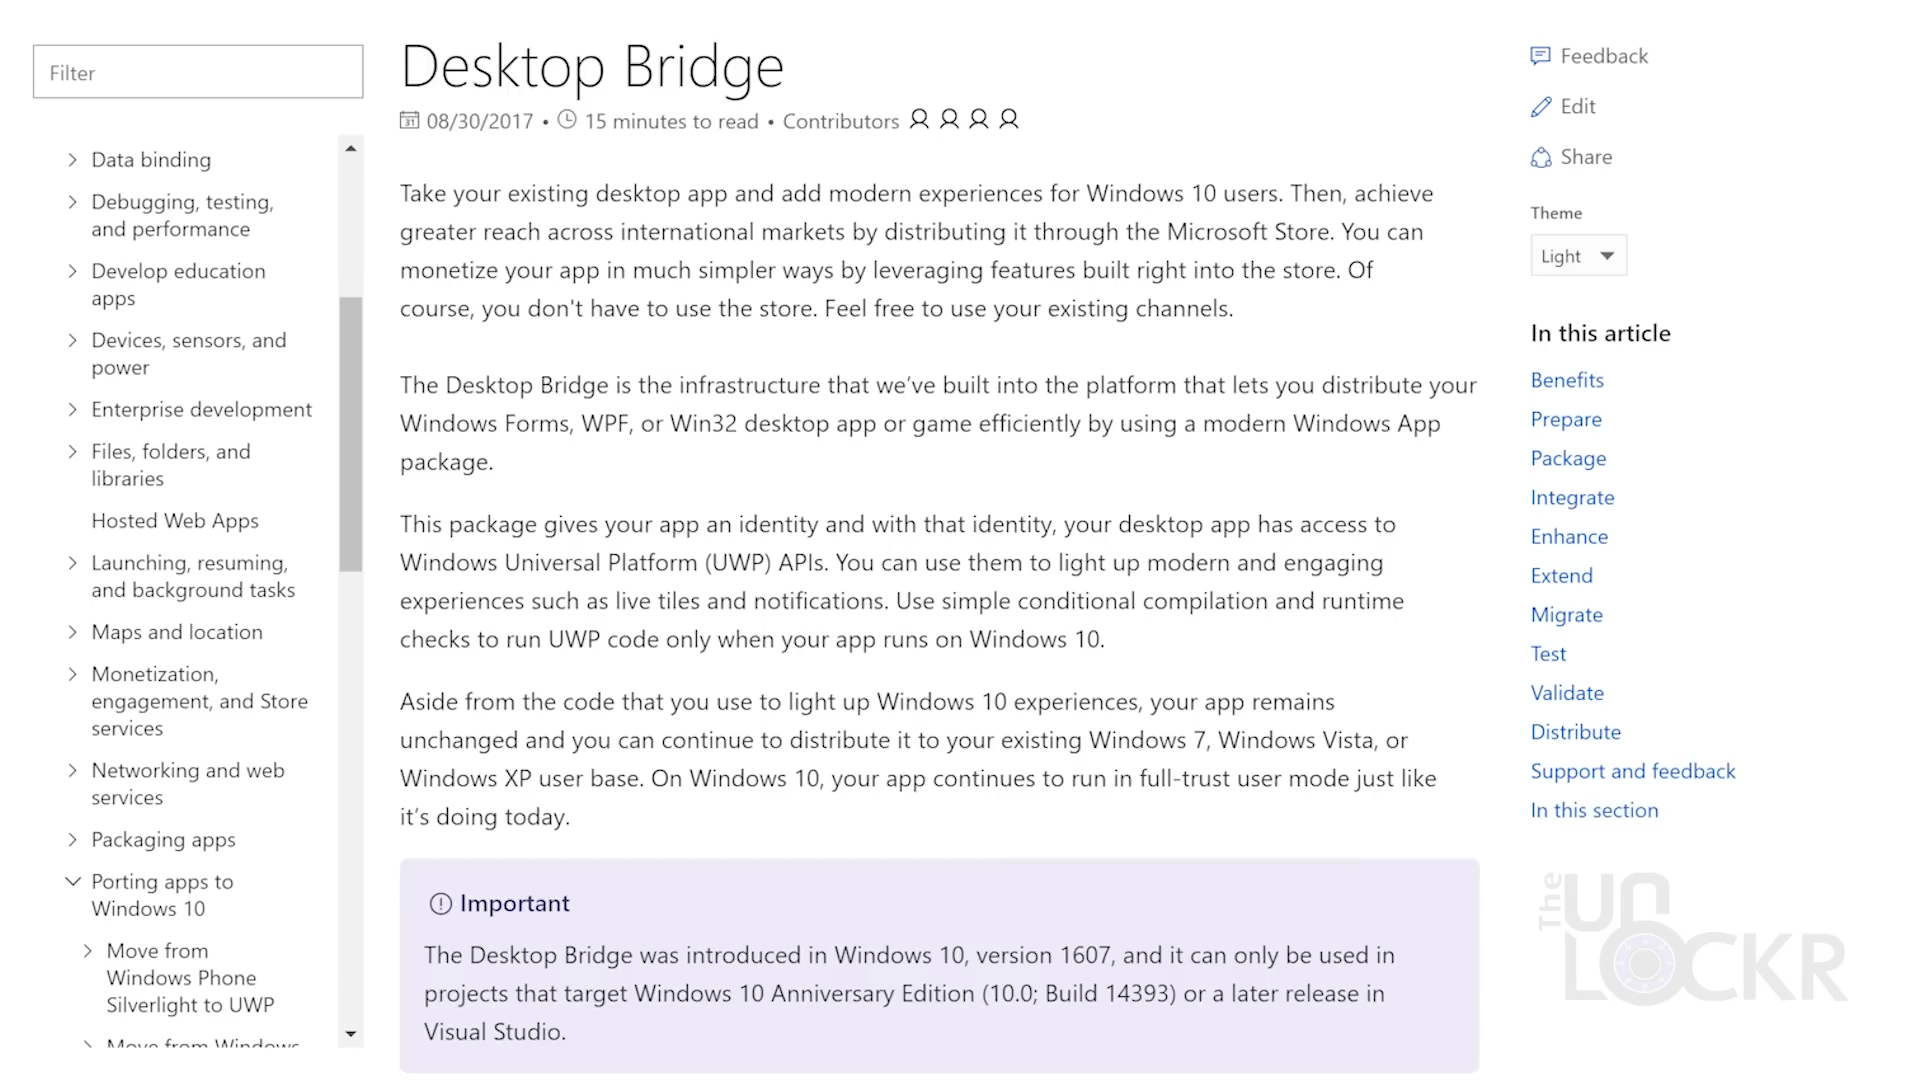 Filter
Data binding
Debugging, testing,
and performance
Develop education
apps
Devices, sensors, and
power
Enterprise development
Files, folders, and
libraries
Hosted Web Apps
Launching, resuming,
and background tasks
Maps and location
Monetization,
engagement, and Store
services
Networking and web
services
Packaging apps
Porting apps to
Windows 10
Move from
Windows Phone
Silverlight to UWP
Move from Windows
Desktop Bridge
08/30/2017 • 15 minutes to read • Contributors
Take your existing desktop app and add modern experiences for Windows 10 users. Then, achieve
greater reach across international markets by distributing it through the Microsoft Store. You can
monetize your app in much simpler ways by leveraging features built right into the store. Of
course, you don't have to use the store. Feel free to use your existing channels.
The Desktop Bridge is the infrastructure that we’ve built into the platform that lets you distribute your
Windows Forms, WPF, or Win32 desktop app or game efficiently by using a modern Windows App
package.
This package gives your app an identity and with that identity, your desktop app has access to
Windows Universal Platform (UWP) APIs. You can use them to light up modern and engaging
experiences such as live tiles and notifications. Use simple conditional compilation and runtime
checks to run UWP code only when your app runs on Windows 10.
Aside from the code that you use to light up Windows 10 experiences, your app remains
unchanged and you can continue to distribute it to your existing Windows 7, Windows Vista, or
Windows XP user base. On Windows 10, your app continues to run in full-trust user mode just like
it’s doing today.
Important
The Desktop Bridge was introduced in Windows 10, version 1607, and it can only be used in
projects that target Windows 10 Anniversary Edition (10.0; Build 14393) or a later release in
Visual Studio.
Feedback
Edit
Share
Theme
Light
In this article
Benefits
Prepare
Package
Integrate
Enhance
Extend
Migrate
Test
Validate
Distribute
Support and feedback
In this section
The UN
LOCKR